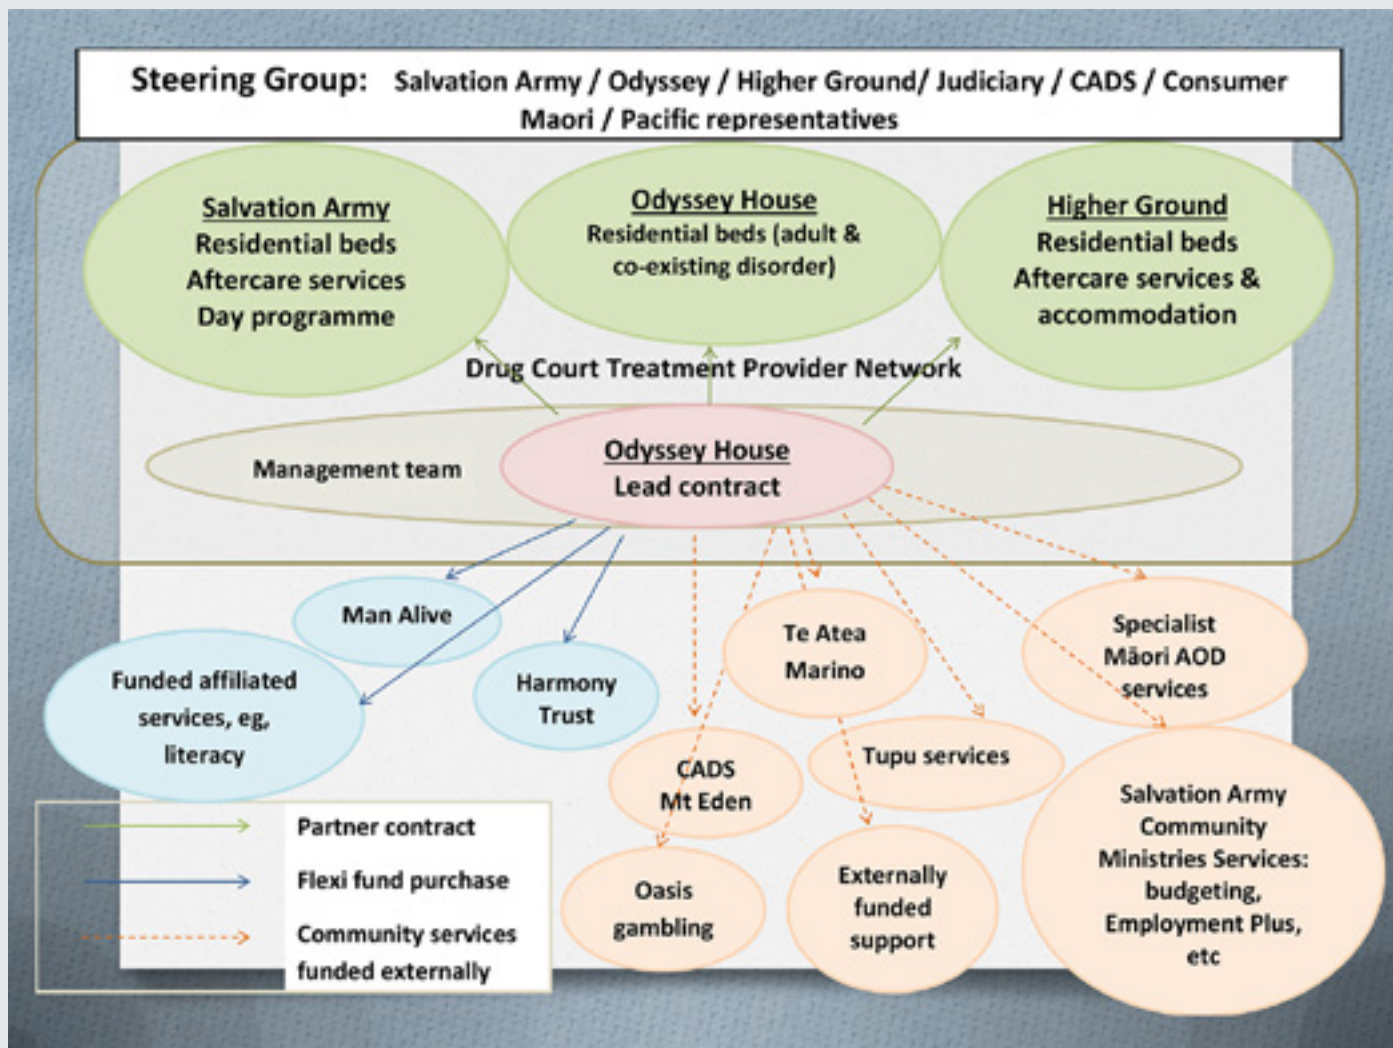 Steering Group: Salvation Army / Odyssey / Higher Ground/ Judiciary / CADS / Consumer
Maori / Pacific representatives
Salvation Army
Residential beds
Aftercare services
Day programme
Odyssey House
Residential beds (adult &
co-existing disorder)
Higher Ground
Residential beds
Aftercare services &
accommodation
Drug Court Treatment Provider Network
Management team
Odyssey House
Lead contract
Man Alive
Funded affiliated
services, eg,
literacy
Harmony
Trust
Te Atea
Marino
Specialist
Māori AOD
services
CADS
Mt Eden
Tupu services
Oasis
gambling
Externally
funded
support
Salvation Army
Community
Ministries Services:
budgeting,
Employment Plus,
etc
Partner contract
Flexi fund purchase
Community services
funded externally